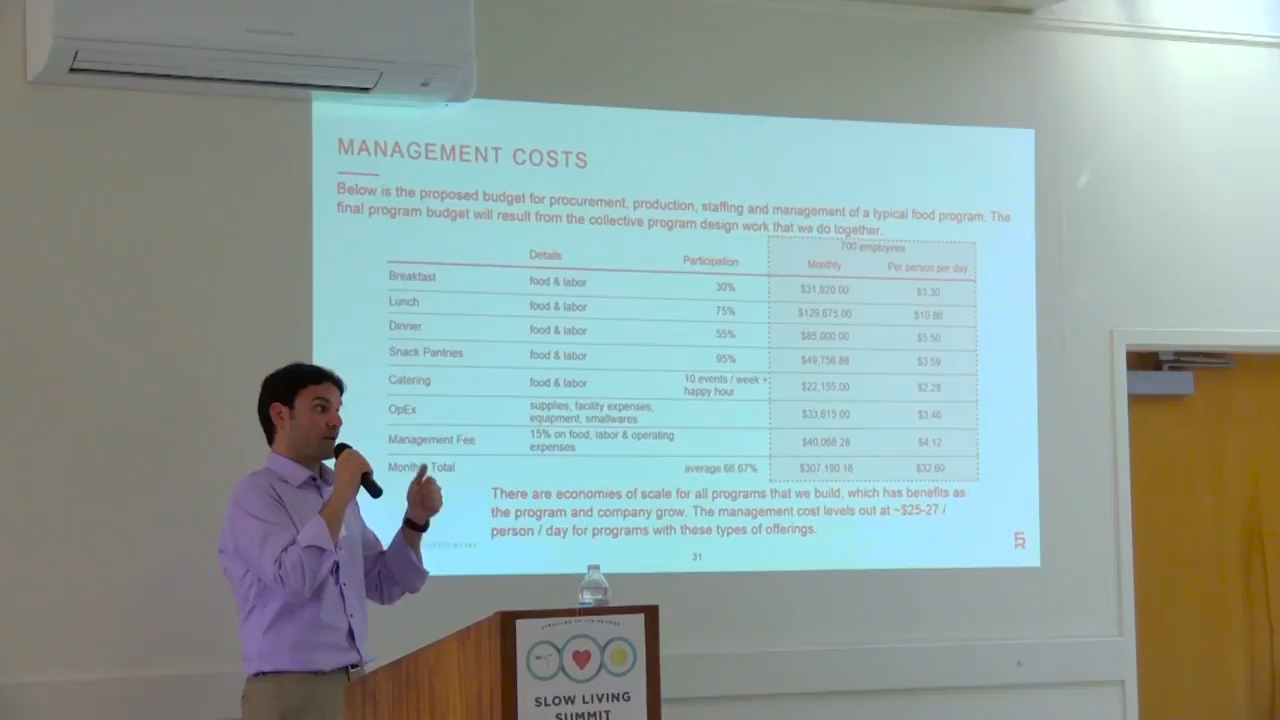 MANAGEMENT COSTS
Below is the proposed budget for procurement, production, staffing and management of a typical food program. The
final program budget will result from the collective program design work that we do together.
700 employees
Details Participation Monthly Per person per day
Breakfast food & labor 30% $31,920.00 $3.30
Lunch food & labor 75% $129,675.00 $10.86
Dinner food & labor 55% $85,000.00 $5.50
Snack Pantries food & labor 95% $49,756.88 $3.59
Catering food & labor 10 events / week + happy hour $22,155.00 $2.28
OpEx supplies, facility expenses, equipment, smallwares $33,615.00 $3.46
Management Fee 15% on food, labor & operating expenses $40,068.28 $4.12
Total average 66.67% $307,190.16 $32.60
There are economies of scale for all programs that we build, which has benefits as
the program and company grow. The management cost levels out at ~$25-27 /
person / day for programs with these types of offerings.
31
SLOW LIVING
SUMMIT